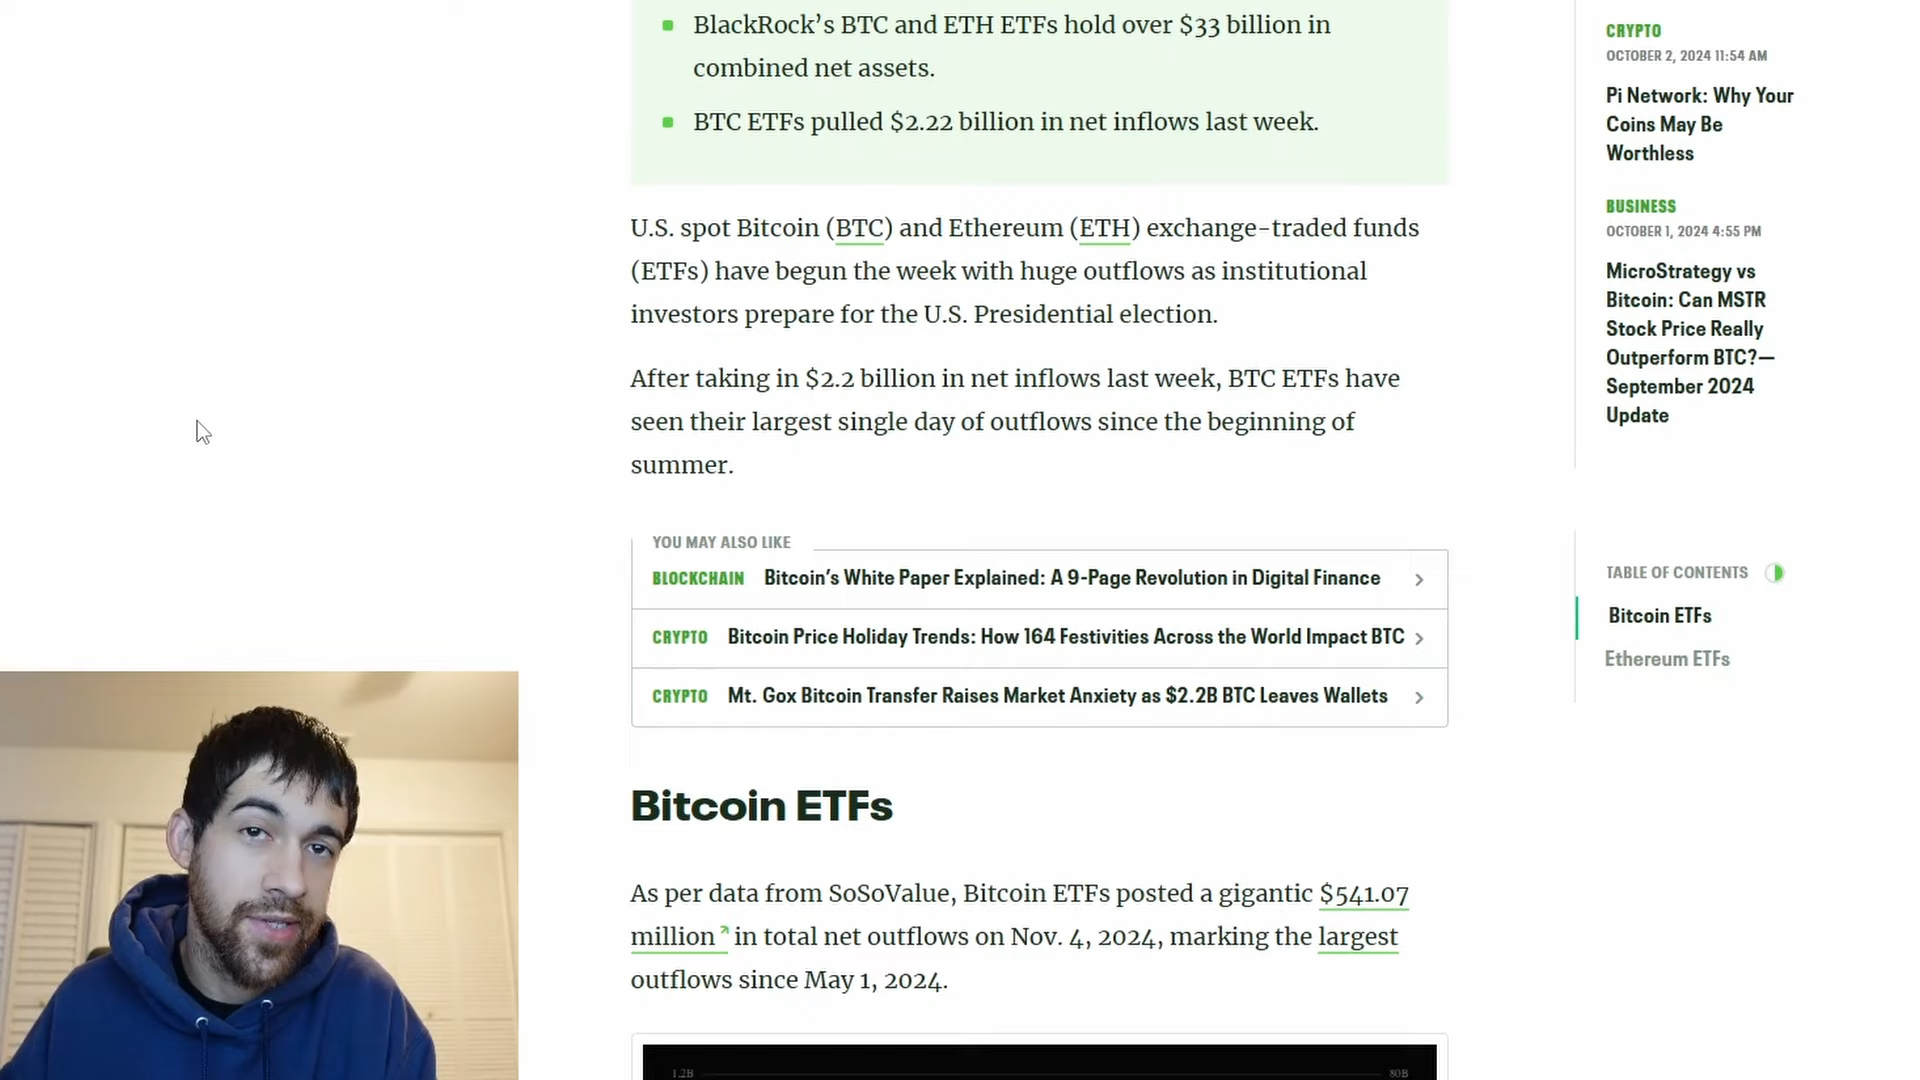 BlackRock’s BTC and ETH ETFs hold over $33 billion in
combined net assets.
BTC ETFs pulled $2.22 billion in net inflows last week.
U.S. spot Bitcoin (BTC) and Ethereum (ETH) exchange-traded funds
(ETFs) have begun the week with huge outflows as institutional
investors prepare for the U.S. Presidential election.
After taking in $2.2 billion in net inflows last week, BTC ETFs have
seen their largest single day of outflows since the beginning of
summer.
YOU MAY ALSO LIKE
BLOCKCHAIN Bitcoin’s White Paper Explained: A 9-Page Revolution in Digital Finance
CRYPTO Bitcoin Price Holiday Trends: How 164 Festivities Across the World Impact BTC
CRYPTO Mt. Gox Bitcoin Transfer Raises Market Anxiety as $2.2B BTC Leaves Wallets
Bitcoin ETFs
As per data from SoSoValue, Bitcoin ETFs posted a gigantic $541.07
million in total net outflows on Nov. 4, 2024, marking the largest
outflows since May 1, 2024.
1.2B 80B
CRYPTO
OCTOBER 2, 2024 11:54 AM
Pi Network: Why Your
Coins May Be
Worthless
BUSINESS
OCTOBER 1, 2024 4:55 PM
MicroStrategy vs
Bitcoin: Can MSTR
Stock Price Really
Outperform BTC?—
September 2024
Update
TABLE OF CONTENTS
Bitcoin ETFs
Ethereum ETFs